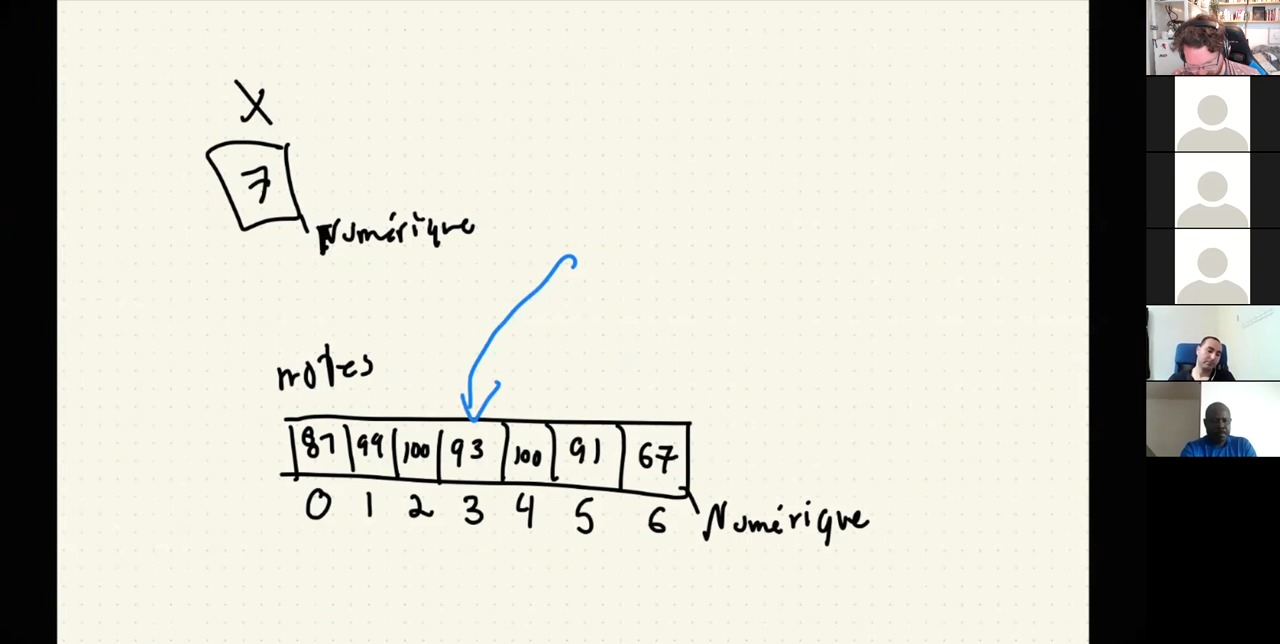 X
7
Numérique
notes
87 99 100 93 100 91 67
0 1 2 3 4 5 6
Numérique